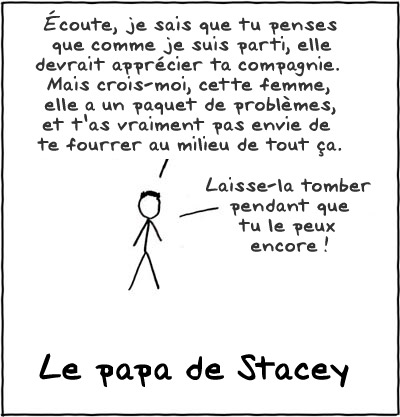 Écoute, je sais que tu penses
que comme je suis parti, elle
devrait apprécier ta compagnie.
Mais crois-moi, cette femme,
elle a un paquet de problèmes,
et t'as vraiment pas envie de
te fourrer au milieu de tout ça.
Laisse-la tomber
pendant que
tu le peux
encore !
Le papa de Stacey